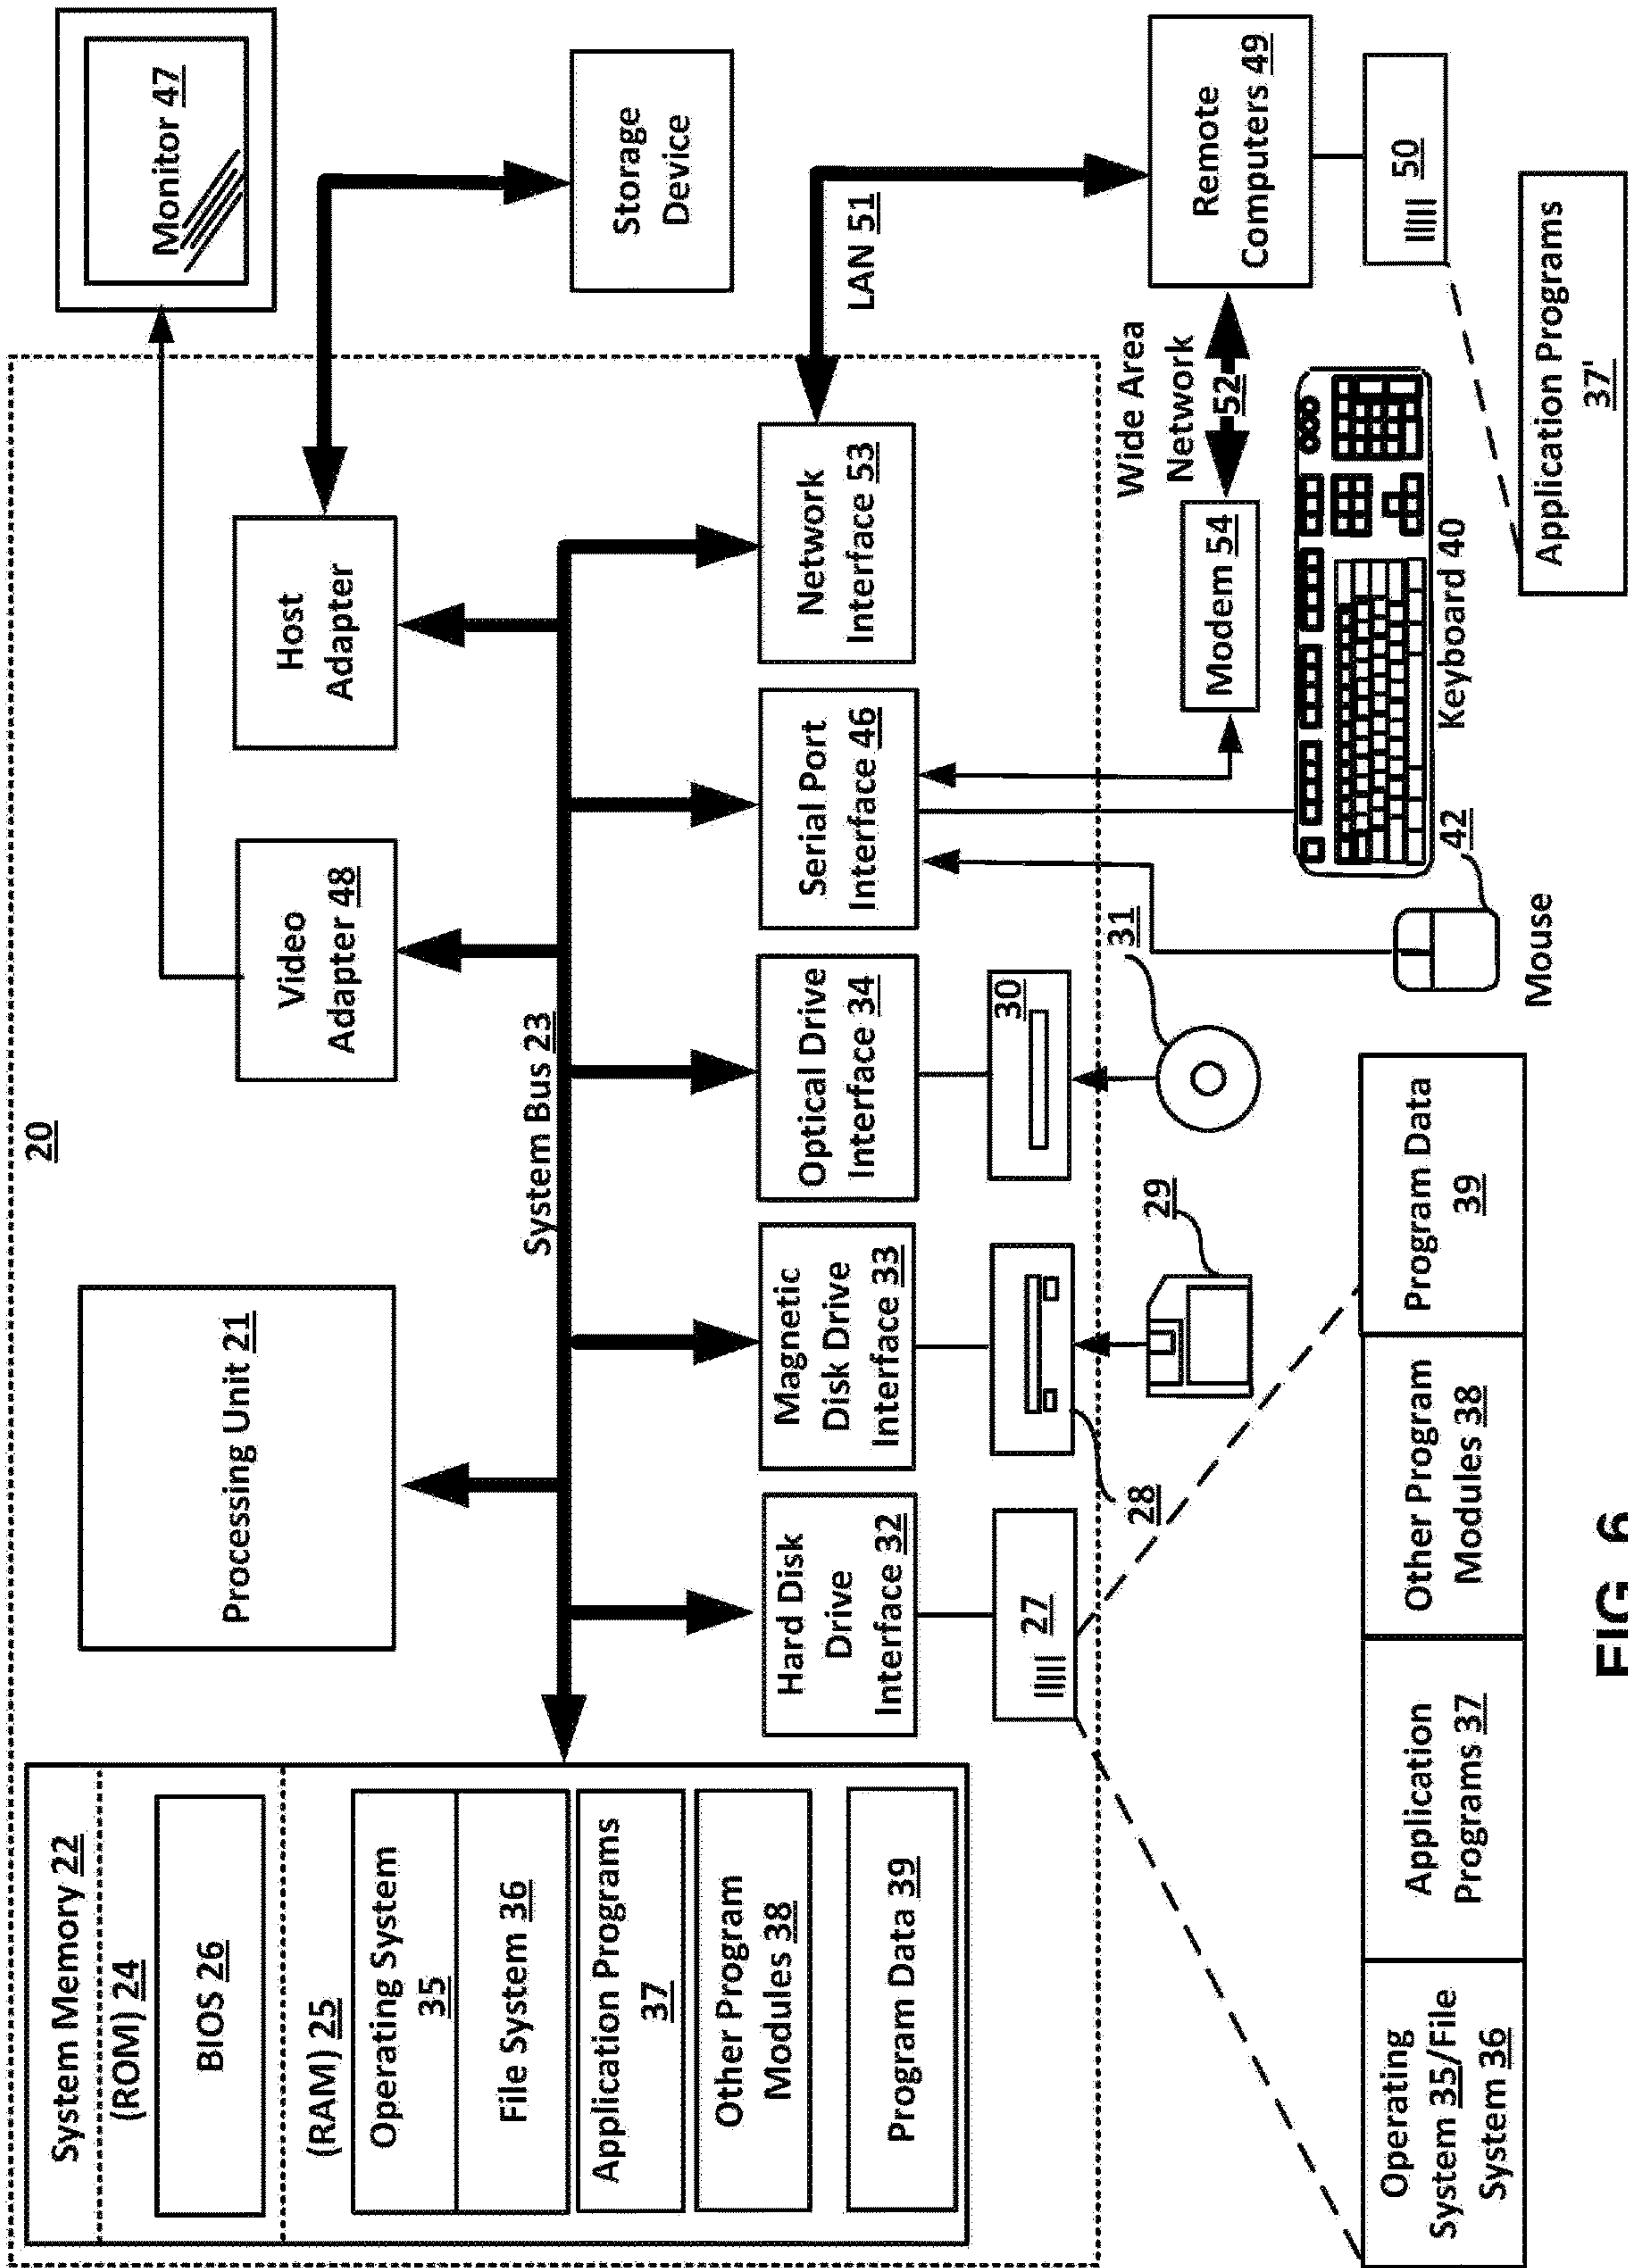 20
System Memory 22
(ROM) 24
BIOS 26
(RAM) 25
Operating System
35
File System 36
Application Programs
37
Other Program
Modules 38
Program Data 39
Processing Unit 21
Video
Adapter 48
Host
Adapter
Monitor 47
Storage
Device
System Bus 23
Hard Disk
Drive
Interface 32
Magnetic
Disk Drive
Interface 33
Optical Drive
Interface 34
Serial Port
Interface 46
Network
Interface 53
LAN 51
27
28
29
30
31
Wide Area
Network
52
Modem 54
Remote
Computers 49
50
Keyboard 40
42
Mouse
Application Programs
37'
Operating
System 35/File
System 36
Application
Programs 37
Other Program
Modules 38
Program Data
39
FIG. 6